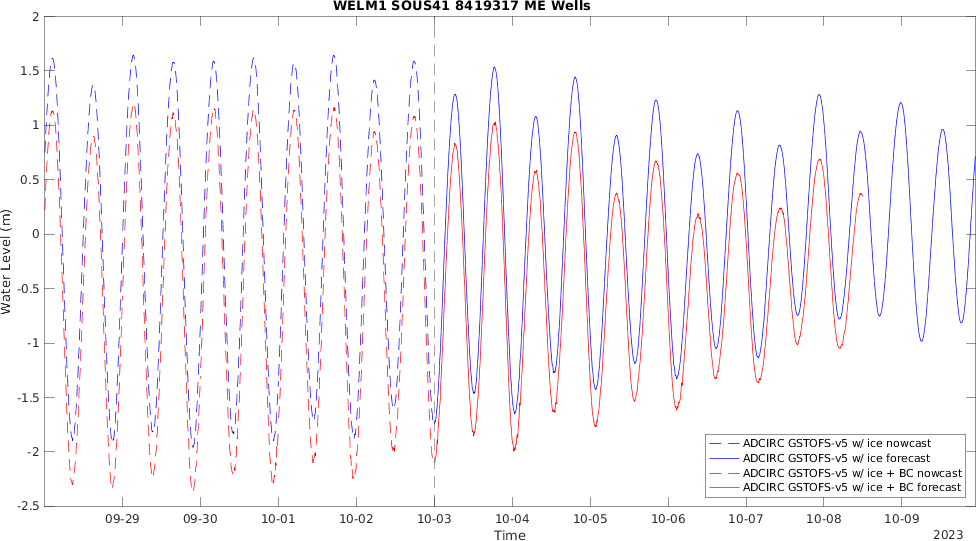 WELM1 SOUS41 8419317 ME Wells
2
1.5
1
0.5
0
-0.5
-1
-1.5
-2
-2.5
Water Level (m)
09-29 09-30 10-01 10-02 10-03 10-04 10-05 10-06 10-07 10-08 10-09
Time
2023
ADCIRC GSTOFS-v5 w/ ice nowcast
ADCIRC GSTOFS-v5 w/ ice forecast
ADCIRC GSTOFS-v5 w/ ice + BC nowcast
ADCIRC GSTOFS-v5 w/ ice + BC forecast